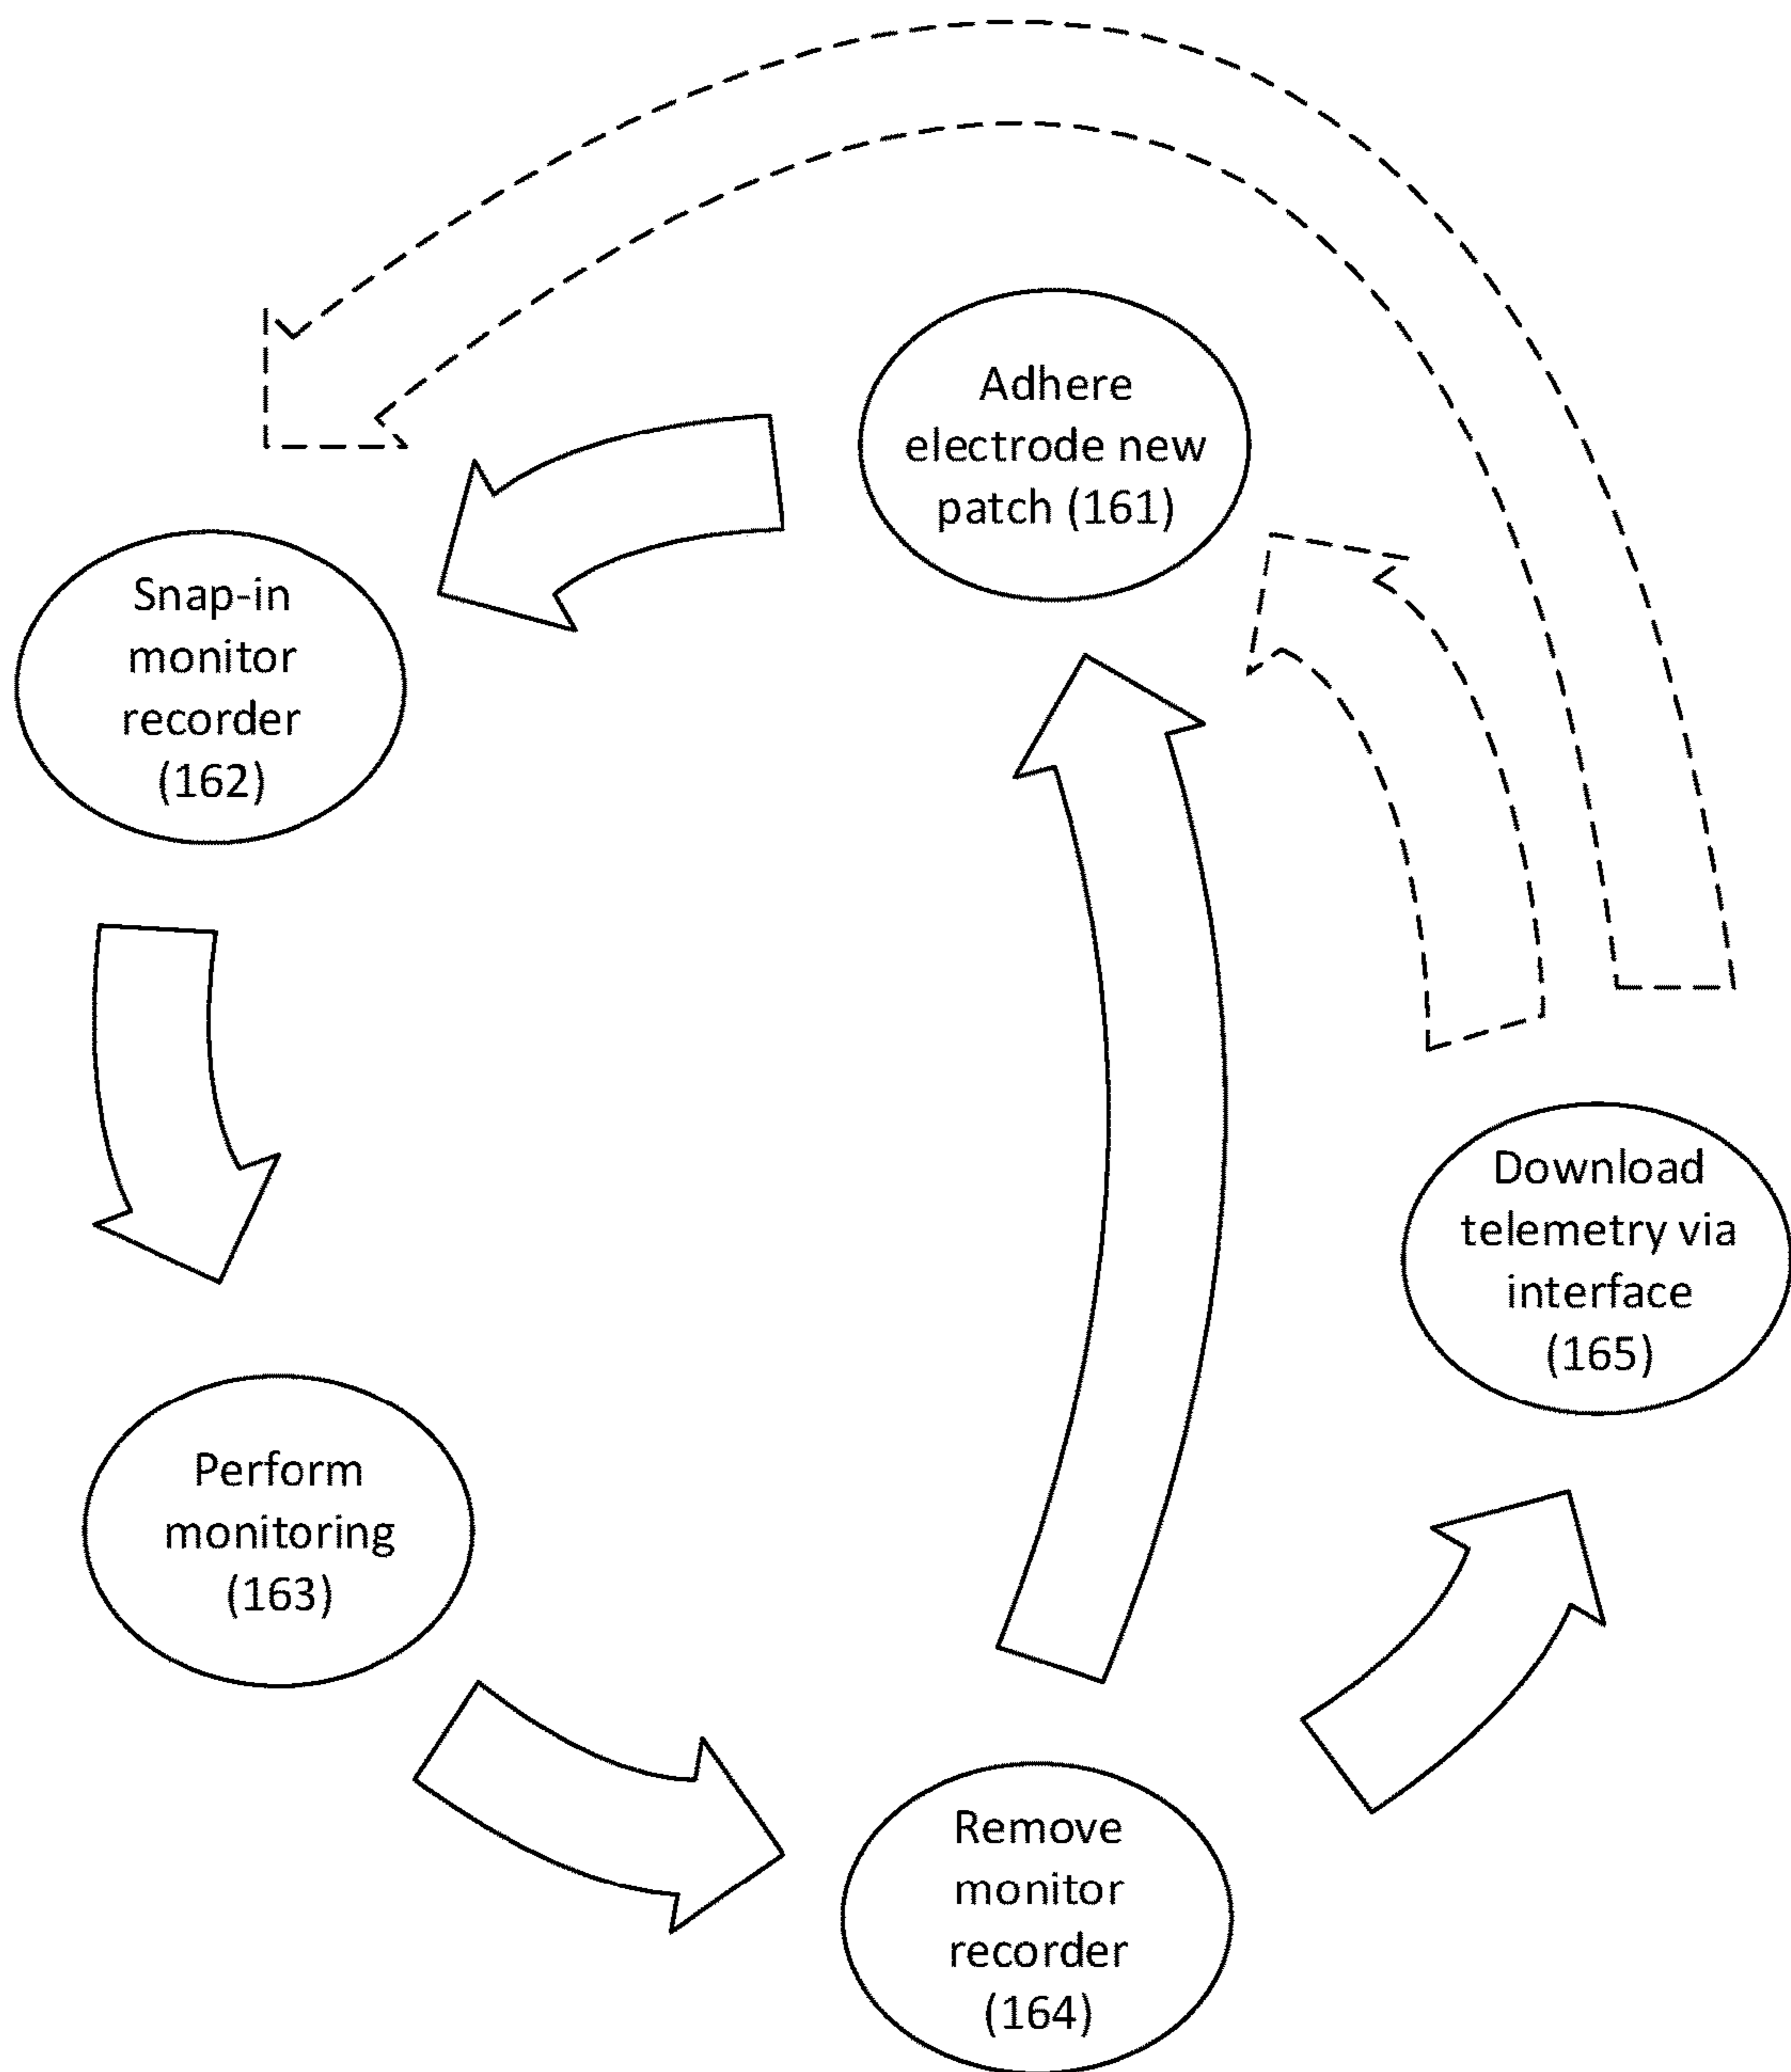 Adhere
electrode new
patch (161)
Snap-in
monitor
recorder
(162)
Perform
monitoring
(163)
Remove
monitor
recorder
(164)
Download
telemetry via
interface
(165)